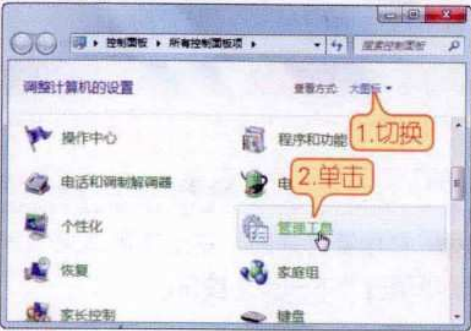 控制面板 ▸ 所有控制面板项 ▸
搜索控制面板
调整计算机的设置
查看方式: 大图标
1.切换
操作中心
程序和功能
2.单击
电话和调制解调器
电
个性化
管理工具
恢复
家庭组
家长控制
键盘